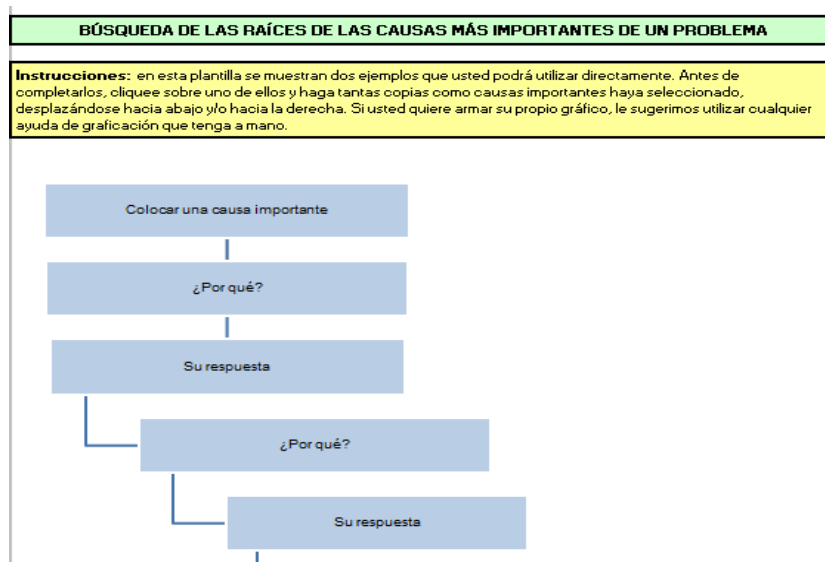 BÚSQUEDA DE LAS RAÍCES DE LAS CAUSAS MÁS IMPORTANTES DE UN PROBLEMA
Instrucciones: en esta plantilla se muestran dos ejemplos que usted podrá utilizar directamente. Antes de
completarlos, cliquee sobre uno de ellos y haga tantas copias como causas importantes haya seleccionado,
desplazándose hacia abajo y/o hacia la derecha. Si usted quiere armar su propio gráfico, le sugerimos utilizar cualquier
ayuda de graficación que tenga a mano.
Colocar una causa importante
¿Por qué?
Su respuesta
¿Por qué?
Su respuesta